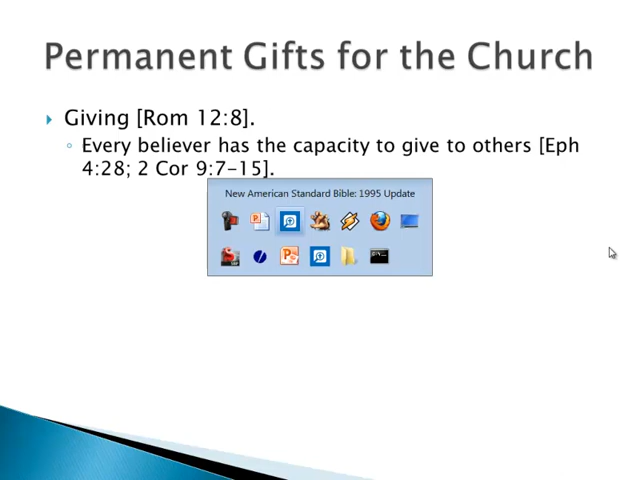 Permanent Gifts for the Church
Giving [Rom 12:8].
Every believer has the capacity to give to others [Eph
4:28; 2 Cor 9:7-15].
New American Standard Bible: 1995 Update